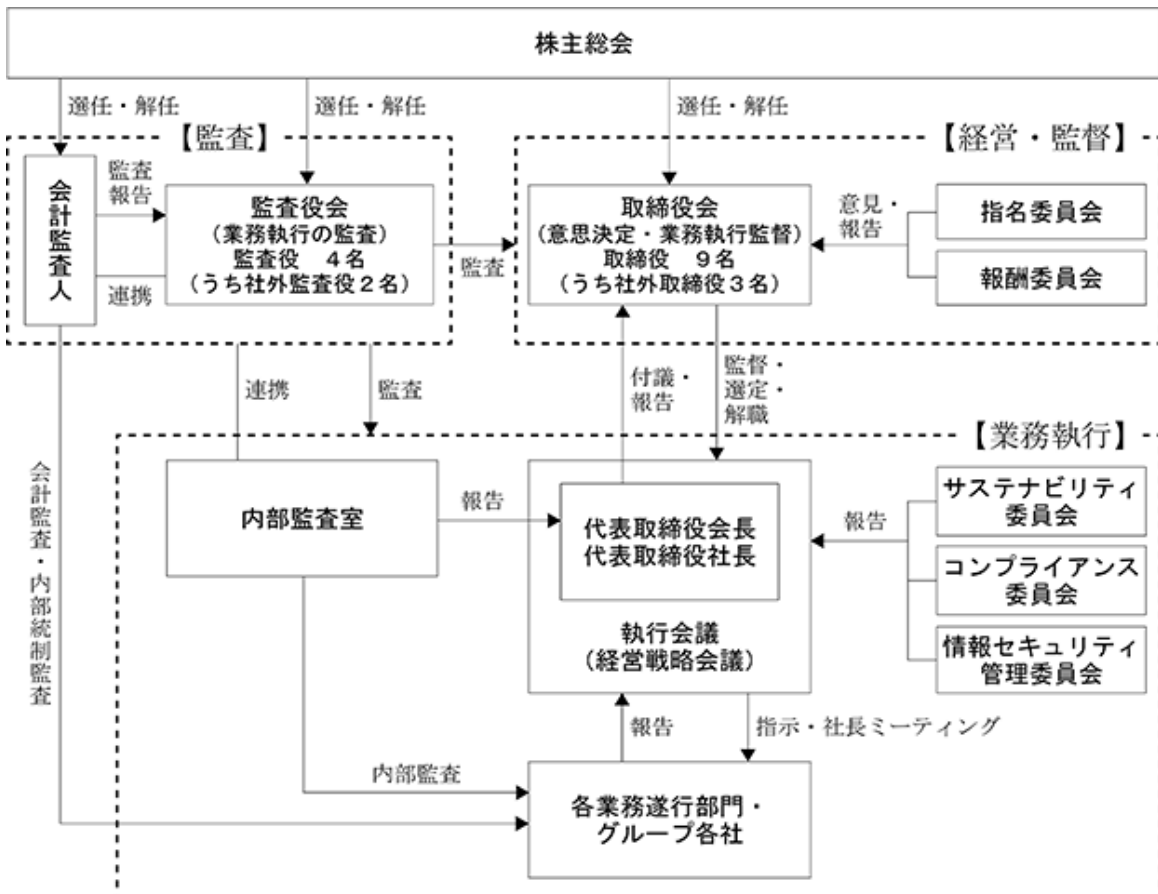 株主総会
選任・解任
選任・解任
選任・解任
【監査】
【経営・監督】
会計監査人
監査
報告
連携
監査役会
(業務執行の監査)
監査役　4名
(うち社外監査役2名)
監査
取締役会
(意思決定・業務執行監督)
取締役　9名
(うち社外取締役3名)
意見・
報告
指名委員会
報酬委員会
連携
監査
付議・
報告
監督・
選定・
解職
【業務執行】
会計監査・内部統制監査
内部監査室
報告
代表取締役会長
代表取締役社長
執行会議
(経営戦略会議)
報告
サステナビリティ
委員会
コンプライアンス
委員会
情報セキュリティ
管理委員会
報告
指示・社長ミーティング
内部監査
各業務遂行部門・
グループ各社